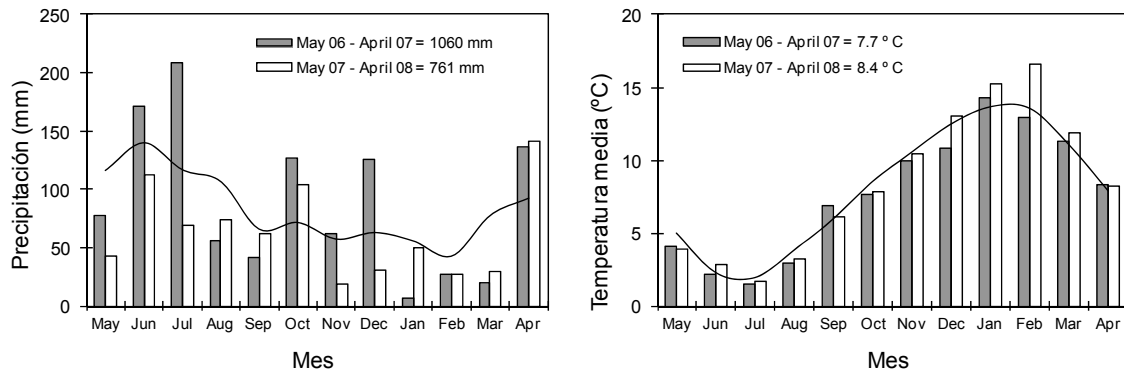 250
200
150
100
50
0
Precipitación (mm)
May 06 - April 07 = 1060 mm
May 07 - April 08 = 761 mm
May Jun Jul Aug Sep Oct Nov Dec Jan Feb Mar Apr
Mes
20
15
10
5
0
Temperatura media (ºC)
May 06 - April 07 = 7.7 º C
May 07 - April 08 = 8.4 º C
May Jun Jul Aug Sep Oct Nov Dec Jan Feb Mar Apr
Mes